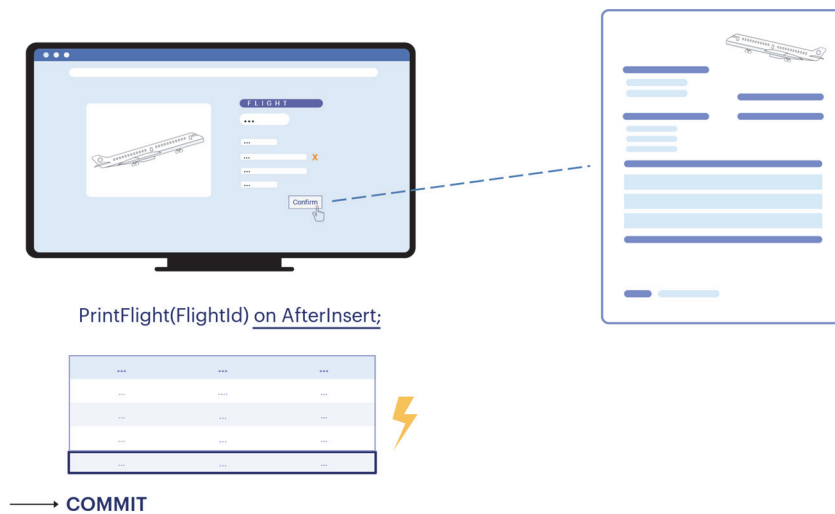 FLIGHT
...
...
... X
...
...
Confirm
PrintFlight(FlightId) on AfterInsert;
... ... ...
... .... ...
... ... ...
... ... ...
... ... ...
COMMIT